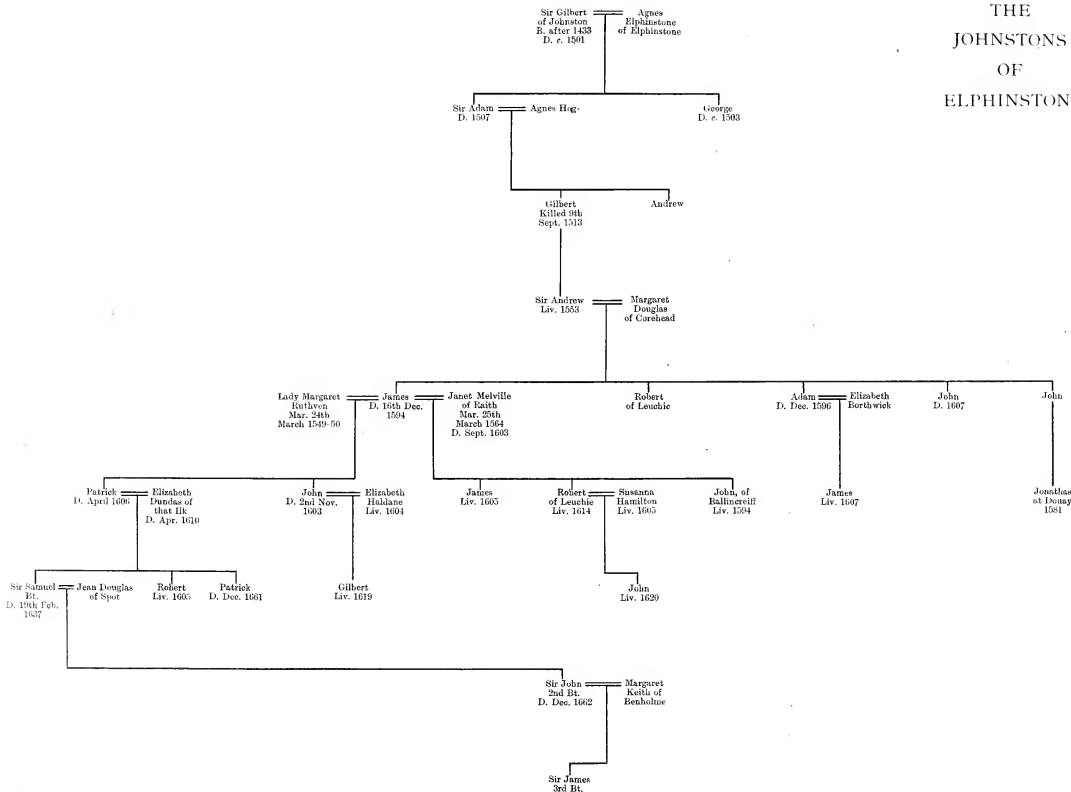 THE
JOHNSTONS
OF
ELPHINSTON
Sir Gilbert
of Johnston
B. after 1433
D. c. 1501
Agnes
Elphinstone
of Elphinstone
Sir Adam
D. 1507
Agnes Hog.
George
D. c. 1503
Gilbert
Killed 9th
Sept. 1513
Andrew
Sir Andrew
Liv. 1553
Margaret
Douglas
of Corehead
Lady Margaret
Ruthven
Mar. 24th
March 1549-50
James
D. 16th Dec.
1594
Janet Melville
of Raith
Mar. 25th
March 1564
D. Sept. 1603
Robert
of Leuchie
Adam
D. Dec. 1596
Elizabeth
Borthwick
John
D. 1607
John
Patrick
D. April 1606
Elizabeth
Dundas of
that Ilk
D. Apr. 1610
John
D. 2nd Nov.
1603
Elizabeth
Haldane
Liv. 1604
James
Liv. 1605
Robert
of Leuchie
Liv. 1614
Susanna
Hamilton
Liv. 1605
John, of
Ballincreiff
Liv. 1594
James
Liv. 1607
Jonathas
at Douay
1581
Sir Samuel
Bt.
D. 19th Feb.
1637
Jean Douglas
of Spot
Robert
Liv. 1605
Patrick
D. Dec. 1661
Gilbert
Liv. 1619
John
Liv. 1620
Sir John
2nd Bt.
D. Dec. 1662
Margaret
Keith of
Benholme
Sir James
3rd Bt.